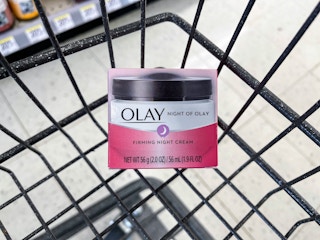 OLAY NIGHT OF OLAY
FIRMING NIGHT CREAM
NET WT 56 g (2.0 OZ) / 56 mL (1.9 FL OZ)